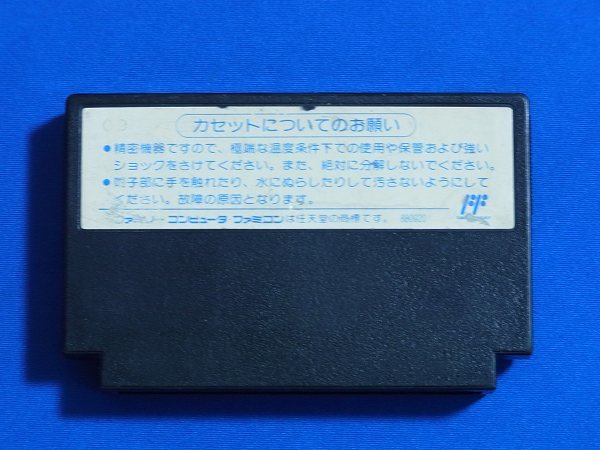 カセットについてのお願い
●精密機器ですので、極端な温度条件下での使用や保管および強い
ショックをさけてください。また、絶対に分解しないでください。
●端子部に手を触れたり、水にぬらしたりして汚さないようにして
ください。故障の原因となります。
ファミリーコンピュータ ファミコンは任天堂の商標です。
FF